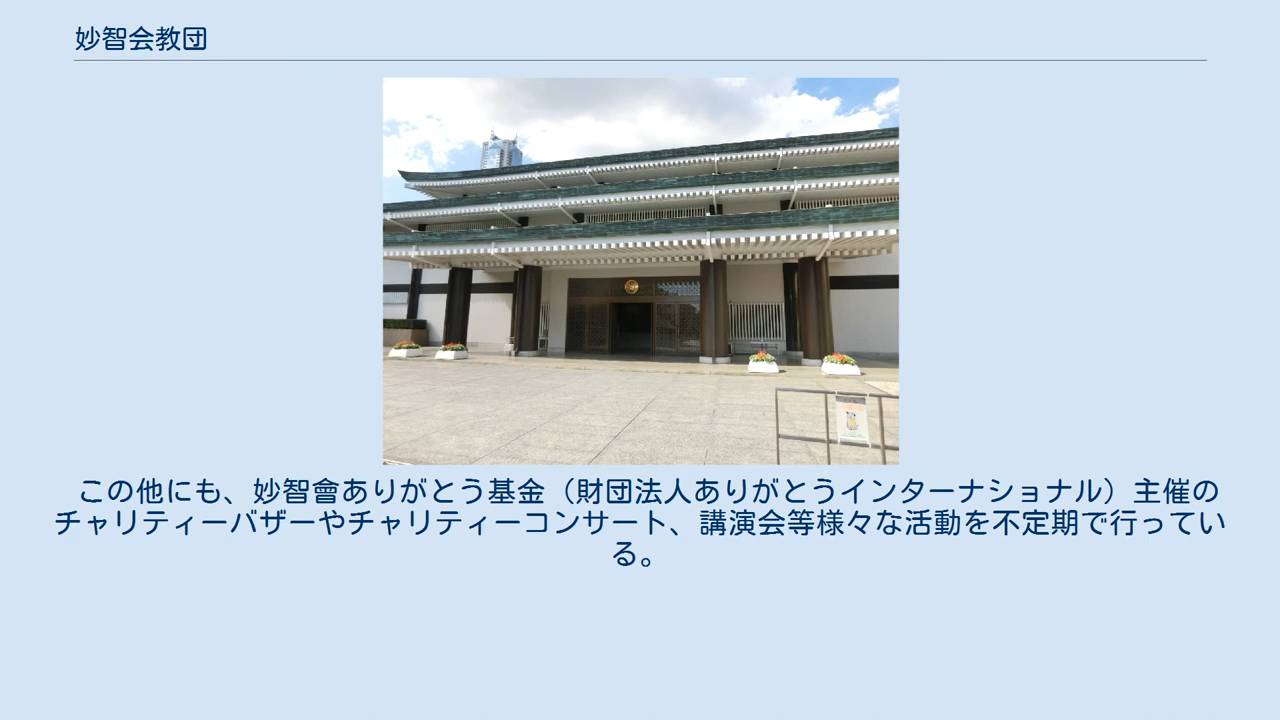 妙智会教団
この他にも、妙智會ありがとう基金（財団法人ありがとうインターナショナル）主催の
チャリティーバザーやチャリティーコンサート、講演会等様々な活動を不定期で行ってい
る。